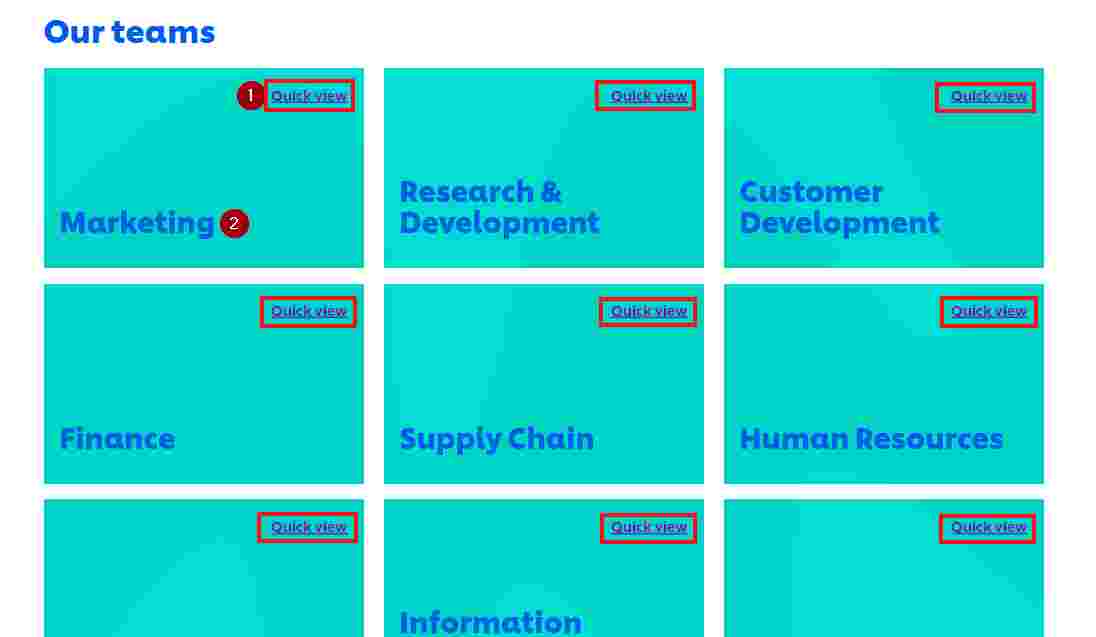 Our teams
1 Quick view
Marketing 2
Quick view
Research &
Development
Quick view
Customer
Development
Quick view
Finance
Quick view
Supply Chain
Quick view
Human Resources
Quick view
Quick view
Information
Quick view